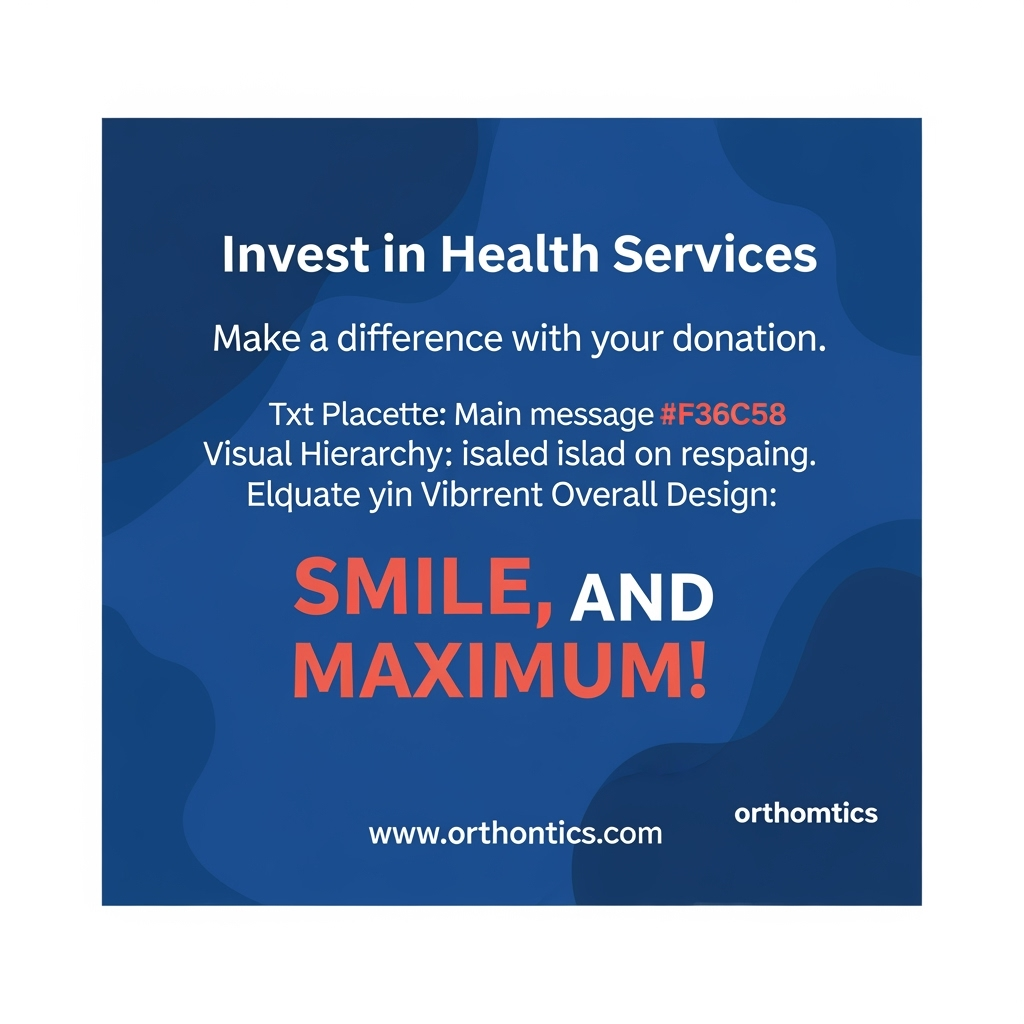 Invest in Health Services
Make a difference with your donation.
Txt Placette: Main message #F36C58
Visual Hierarchy: isaled islad on respaing.
Elquate yin Vibrrent Overall Design:
SMILE, AND
MAXIMUM!
orthomtics
www.orthontics.com